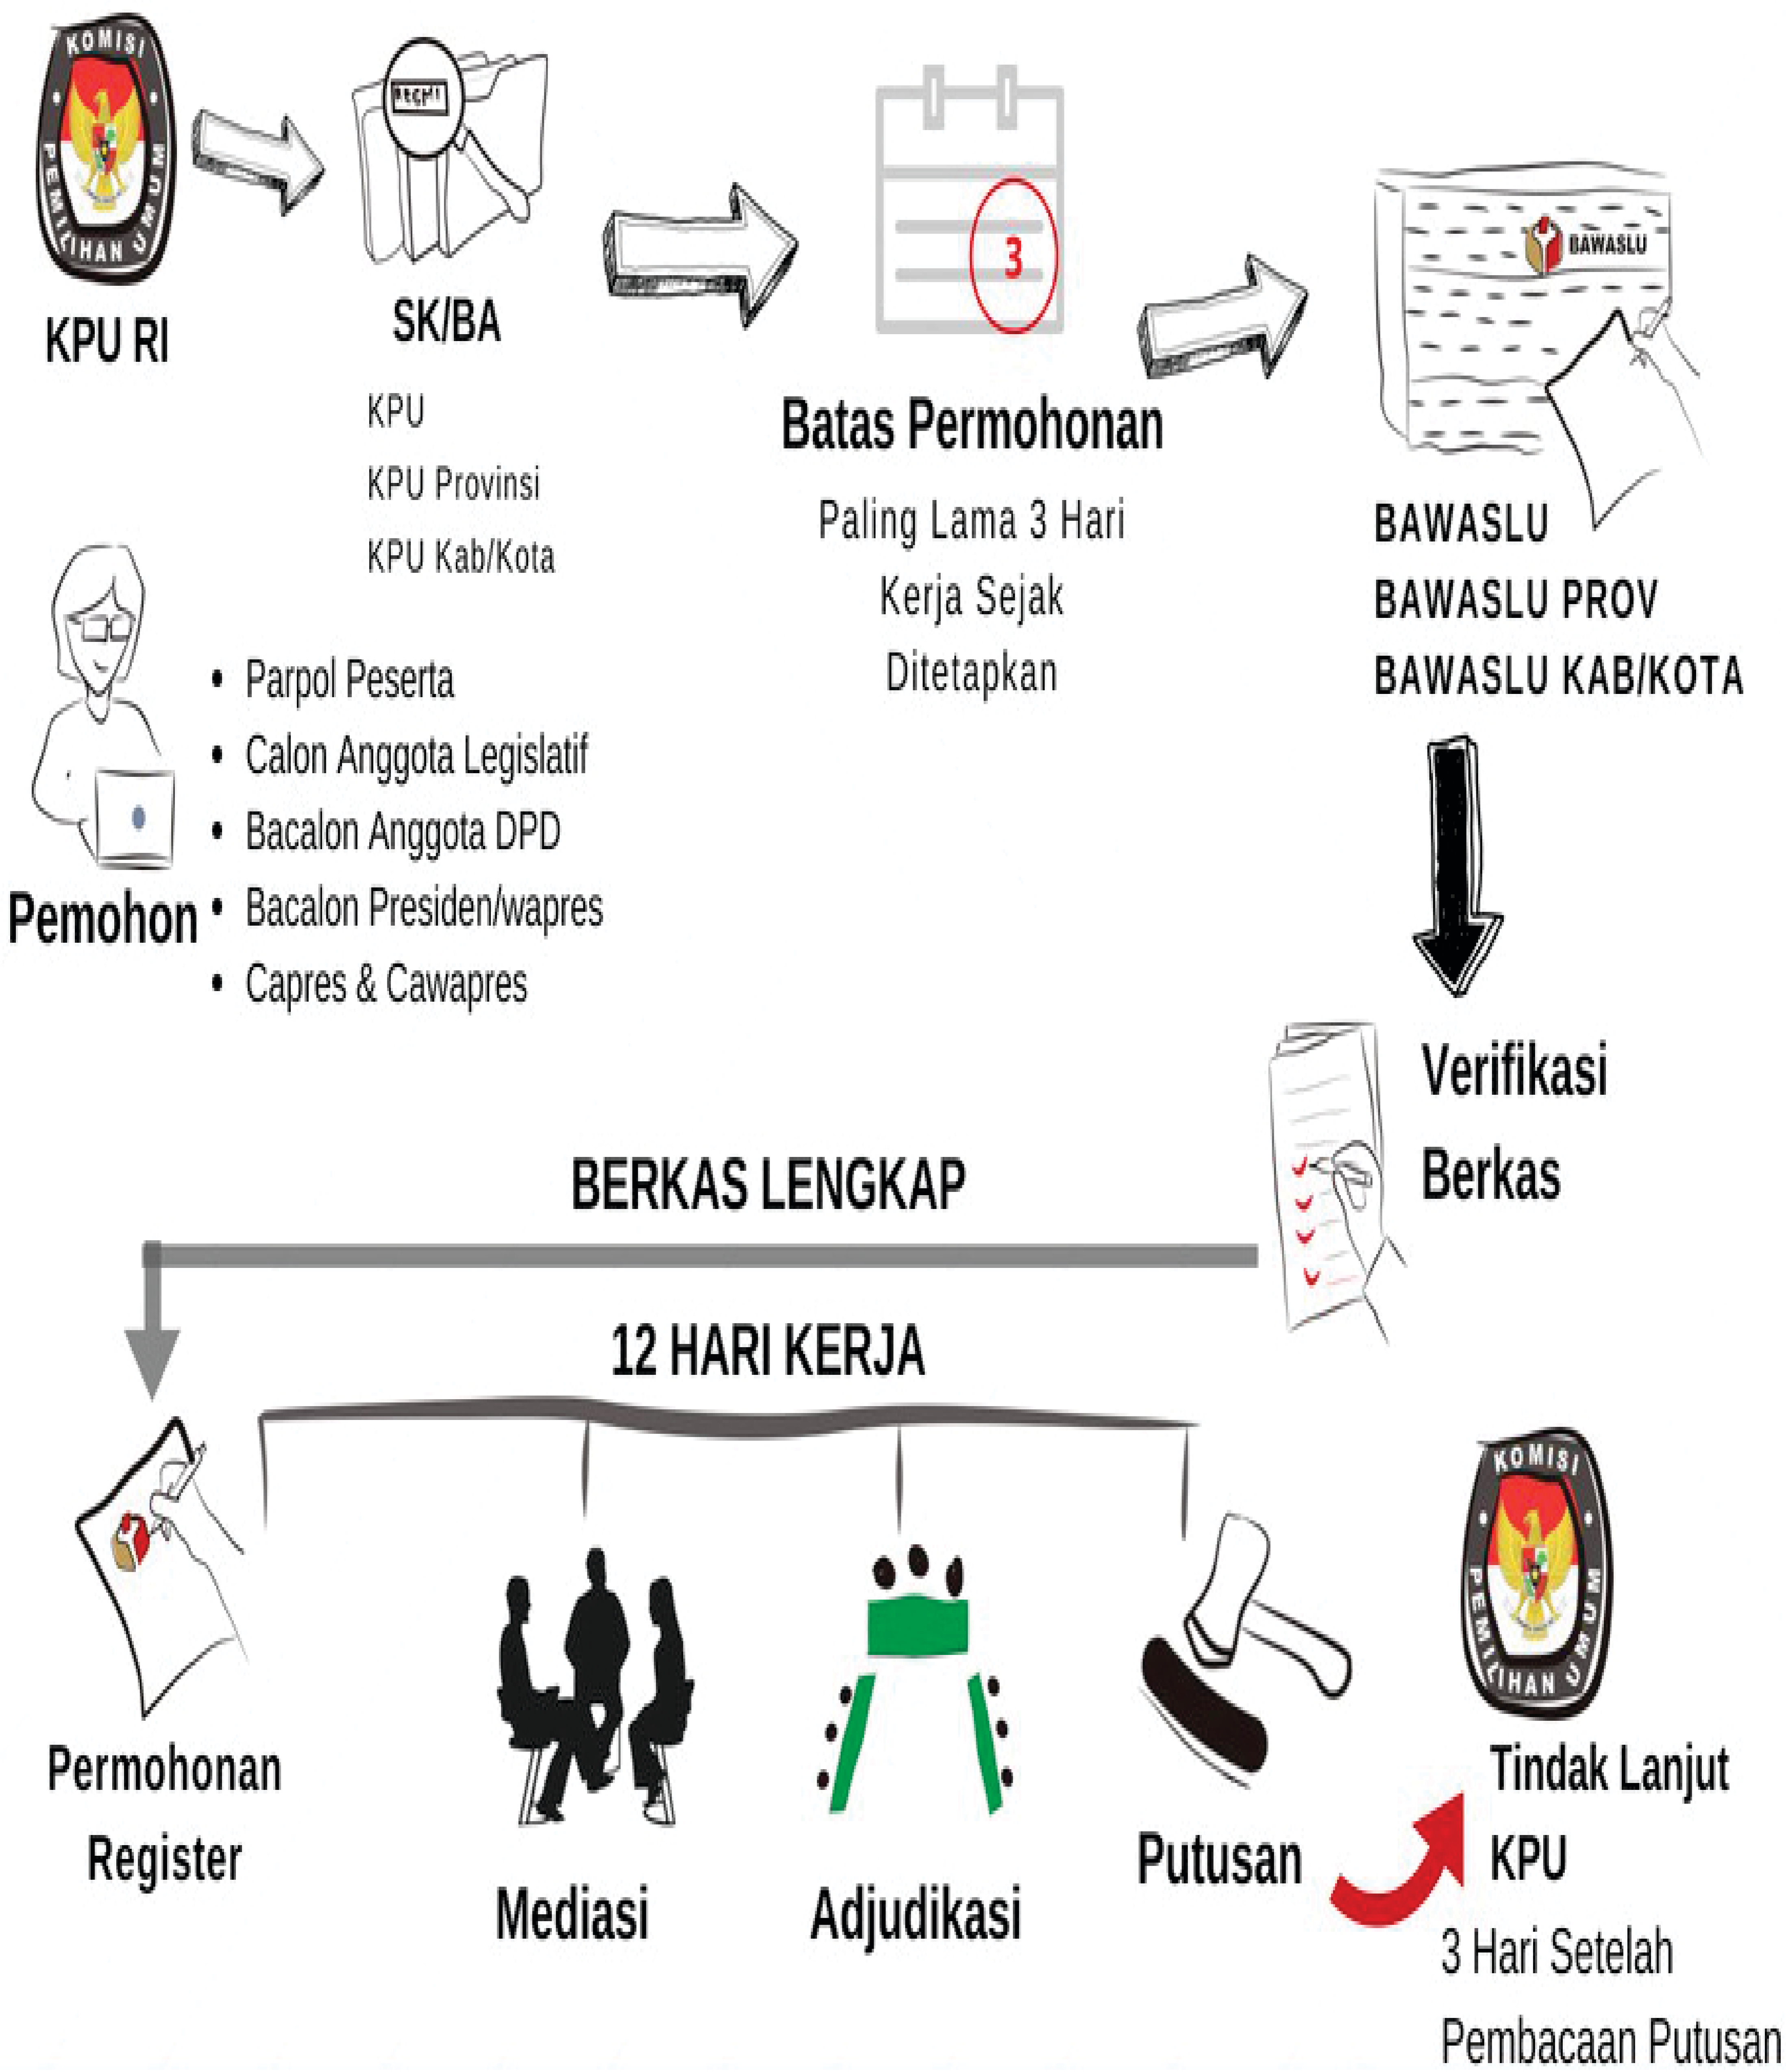 KOMISI
PEMILIHAN UMUM
KPU RI
SK/BA
KPU
KPU Provinsi
KPU Kab/Kota
3
Batas Permohonan
Paling Lama 3 Hari
Kerja Sejak
Ditetapkan
BAWASLU
BAWASLU
BAWASLU PROV
BAWASLU KAB/KOTA
Pemohon
• Parpol Peserta
• Calon Anggota Legislatif
• Bacalon Anggota DPD
• Bacalon Presiden/wapres
• Capres & Cawapres
Verifikasi
Berkas
BERKAS LENGKAP
12 HARI KERJA
Permohonan
Register
Mediasi
Adjudikasi
Putusan
KOMISI
PEMILIHAN UMUM
Tindak Lanjut
KPU
3 Hari Setelah
Pembacaan Putusan